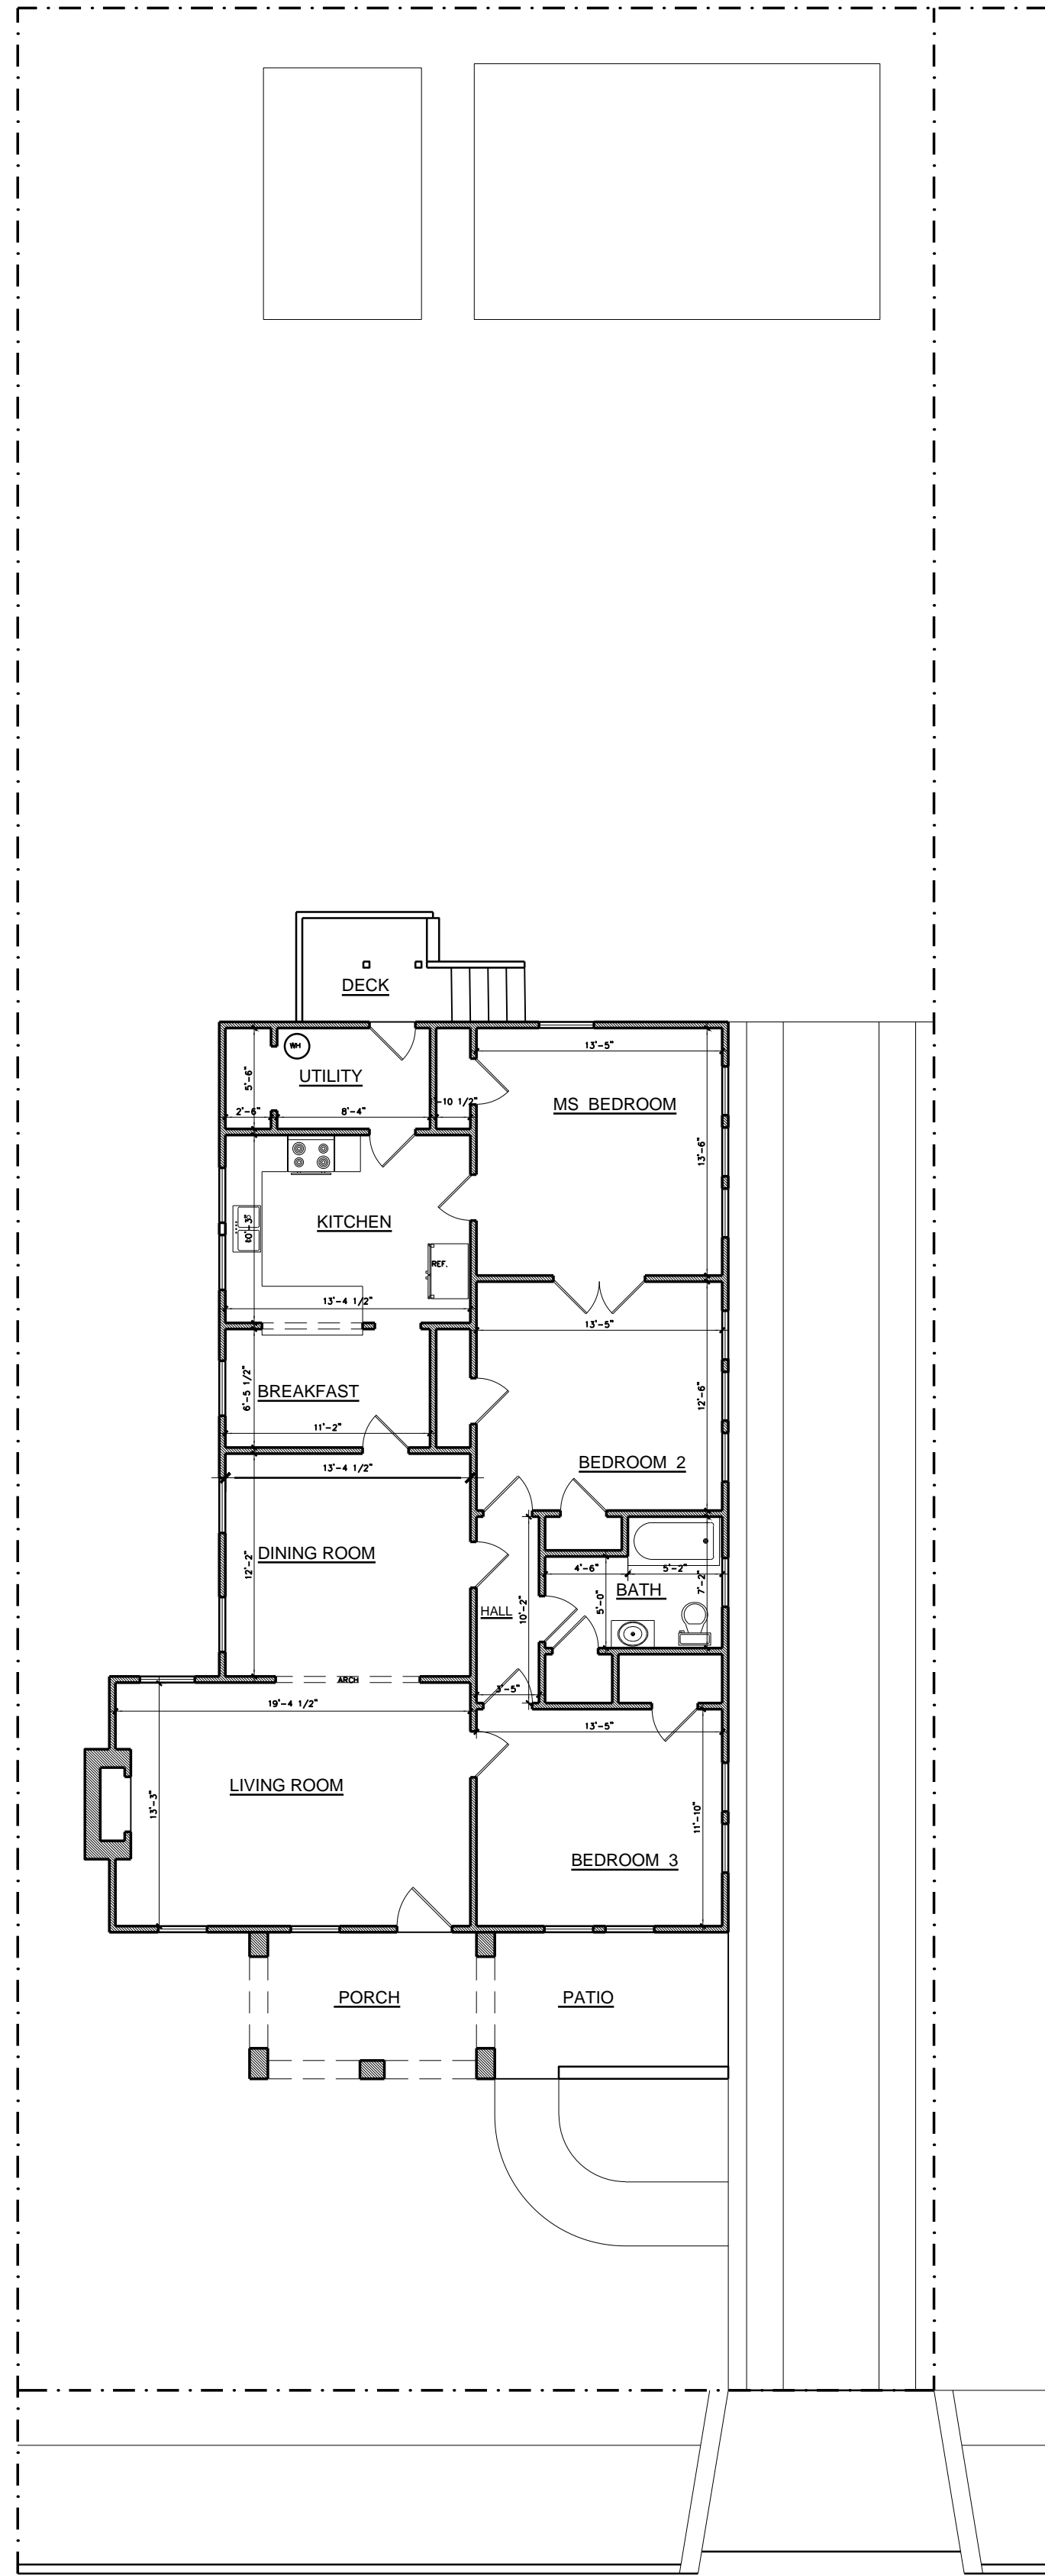 DECK
13'-5"
WH
5'-6"
UTILITY
MS BEDROOM
2'-6"
8'-4"
-10 1/2"
13'-6"
KITCHEN
10'-3"
REF.
13'-4 1/2"
13'-5"
6'-5 1/2"
BREAKFAST
12'-6"
11'-2"
BEDROOM 2
13'-4 1/2"
DINING ROOM
12'-2"
4'-6"
5'-2"
BATH
7'-2"
HALL
10'-2"
5'-0"
ARCH
3'-5"
19'-4 1/2"
13'-5"
LIVING ROOM
13'-3"
11'-10"
BEDROOM 3
PORCH
PATIO